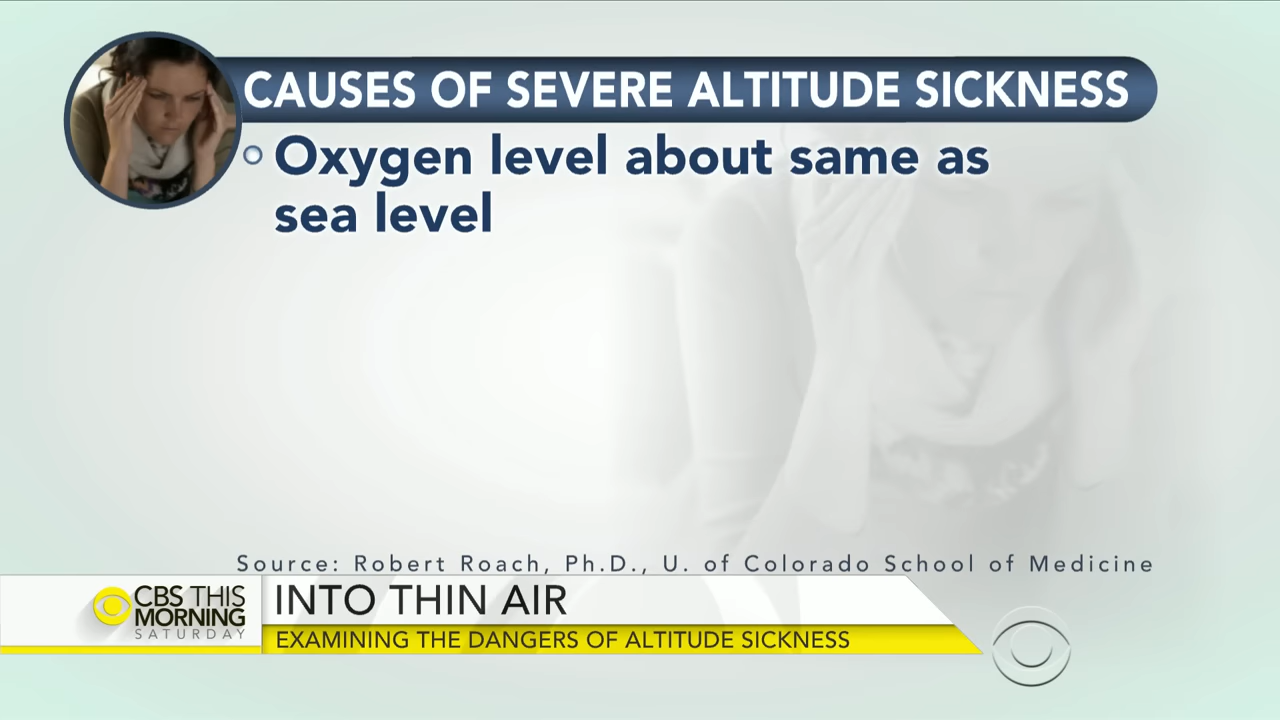 CAUSES OF SEVERE ALTITUDE SICKNESS
Oxygen level about same as
sea level
Source: Robert Roach, Ph.D., U. of Colorado School of Medicine
CBS THIS
MORNING
SATURDAY
INTO THIN AIR
EXAMINING THE DANGERS OF ALTITUDE SICKNESS